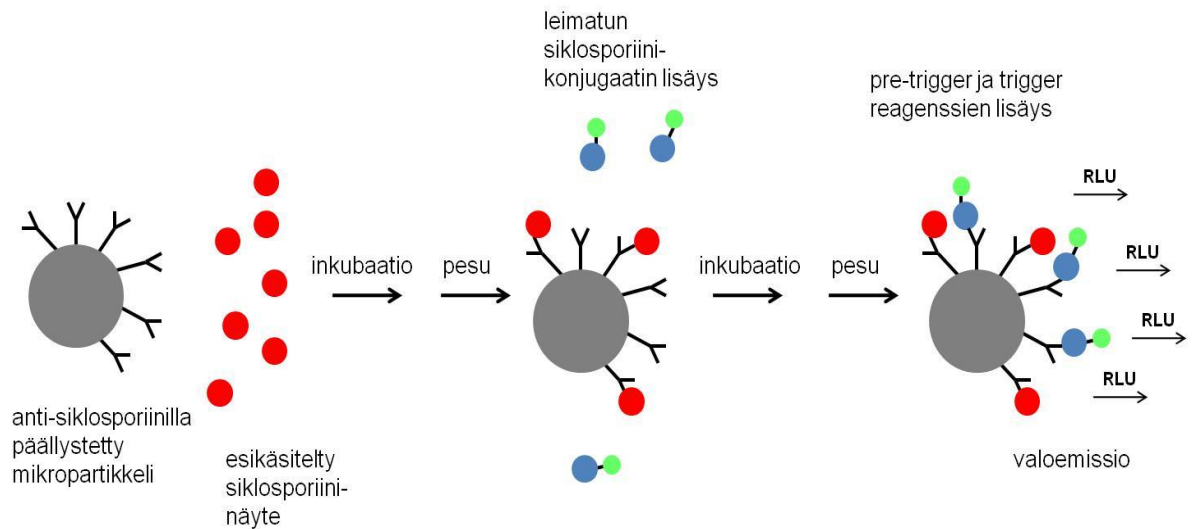 anti-siklosporiinilla
päällystetty
mikropartikkeli
esikäsitelty
siklosporiini-
näyte
inkubaatio
pesu
leimatun
siklosporiini-
konjugaatin lisäys
inkubaatio
pesu
pre-trigger ja trigger
reagenssien lisäys
RLU
RLU
RLU
RLU
valoemissio